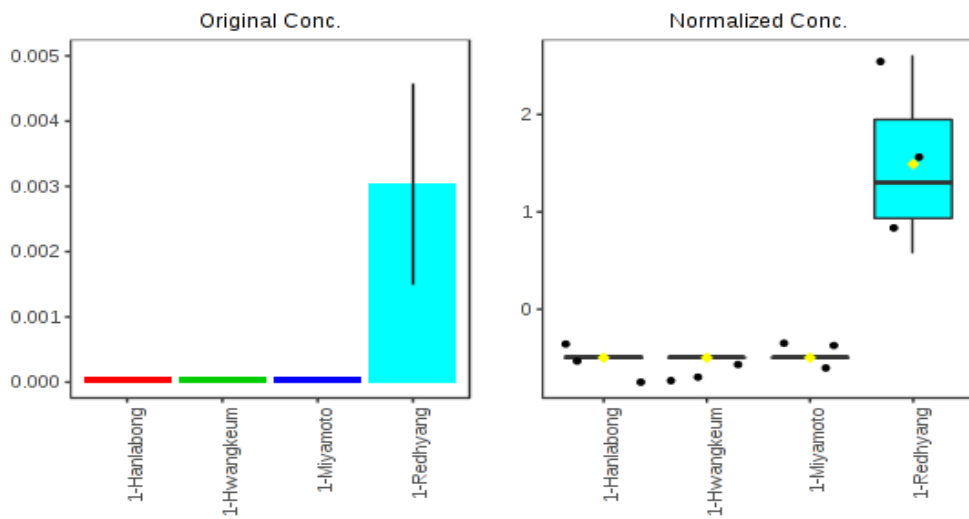 Original Conc.
0.005
0.004
0.003
0.002
0.001
0.000
1-Hanlabong
1-Hwangkeum
1-Miyamoto
1-Redhyang
Normalized Conc.
2
1
0
1-Hanlabong
1-Hwangkeum
1-Miyamoto
1-Redhyang